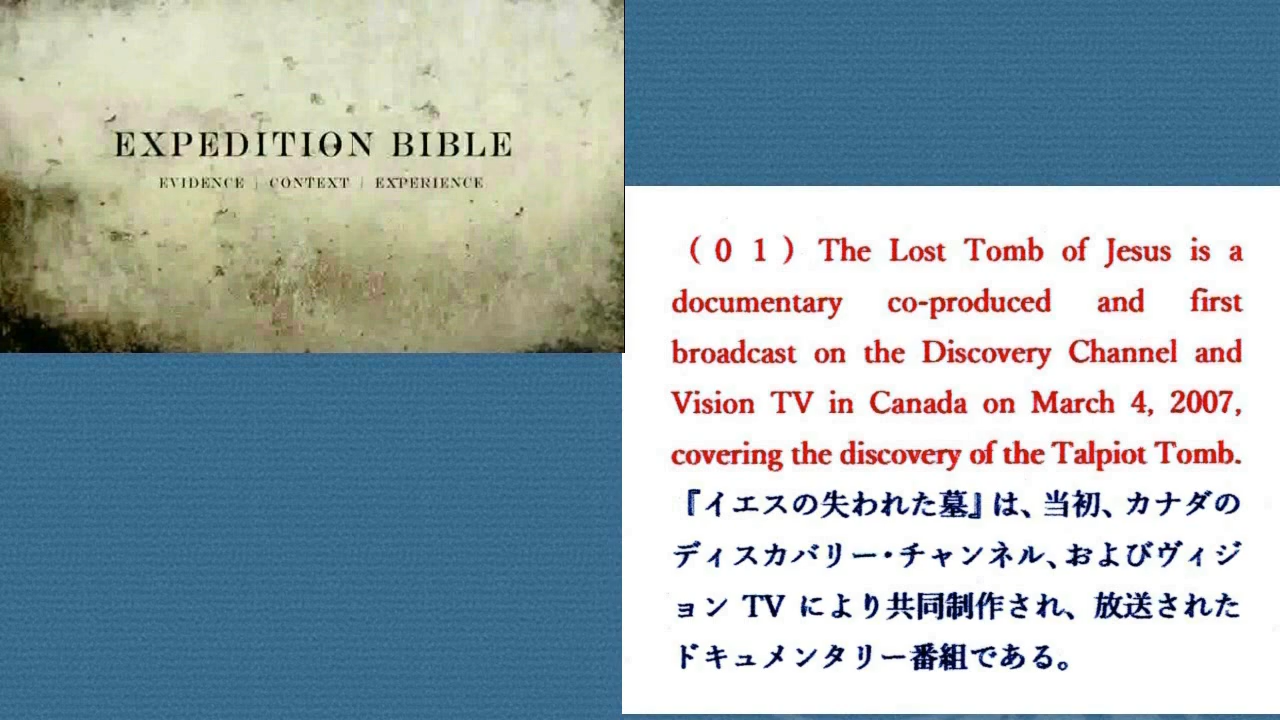 EXPEDITION BIBLE
EVIDENCE | CONTEXT | EXPERIENCE
（０１）The Lost Tomb of Jesus is a
documentary co-produced and first
broadcast on the Discovery Channel and
Vision TV in Canada on March 4, 2007,
covering the discovery of the Talpiot Tomb.
『イエスの失われた墓』は、当初、カナダの
ディスカバリー・チャンネル、およびヴィジ
ョン TV により共同制作され、放送された
ドキュメンタリー番組である。